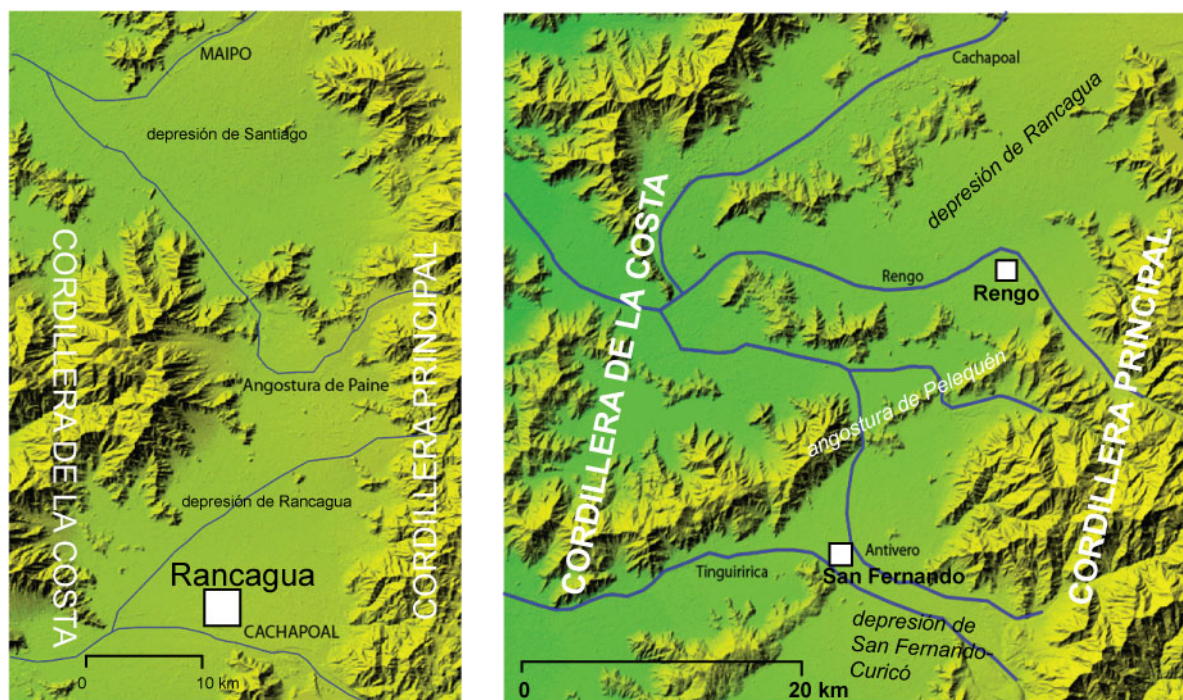 MAIPO
depresión de Santiago
CORDILLERA DE LA COSTA
CORDILLERA PRINCIPAL
Angostura de Paine
depresión de Rancagua
Rancagua
CACHAPOAL
0 10 km
Cachapoal
depresión de Rancagua
CORDILLERA DE LA COSTA
Rengo
Rengo
CORDILLERA PRINCIPAL
angostura de Pelequén
Antivero
Tinguiririca
San Fernando
depresión de
San Fernando-
Curicó
0 20 km